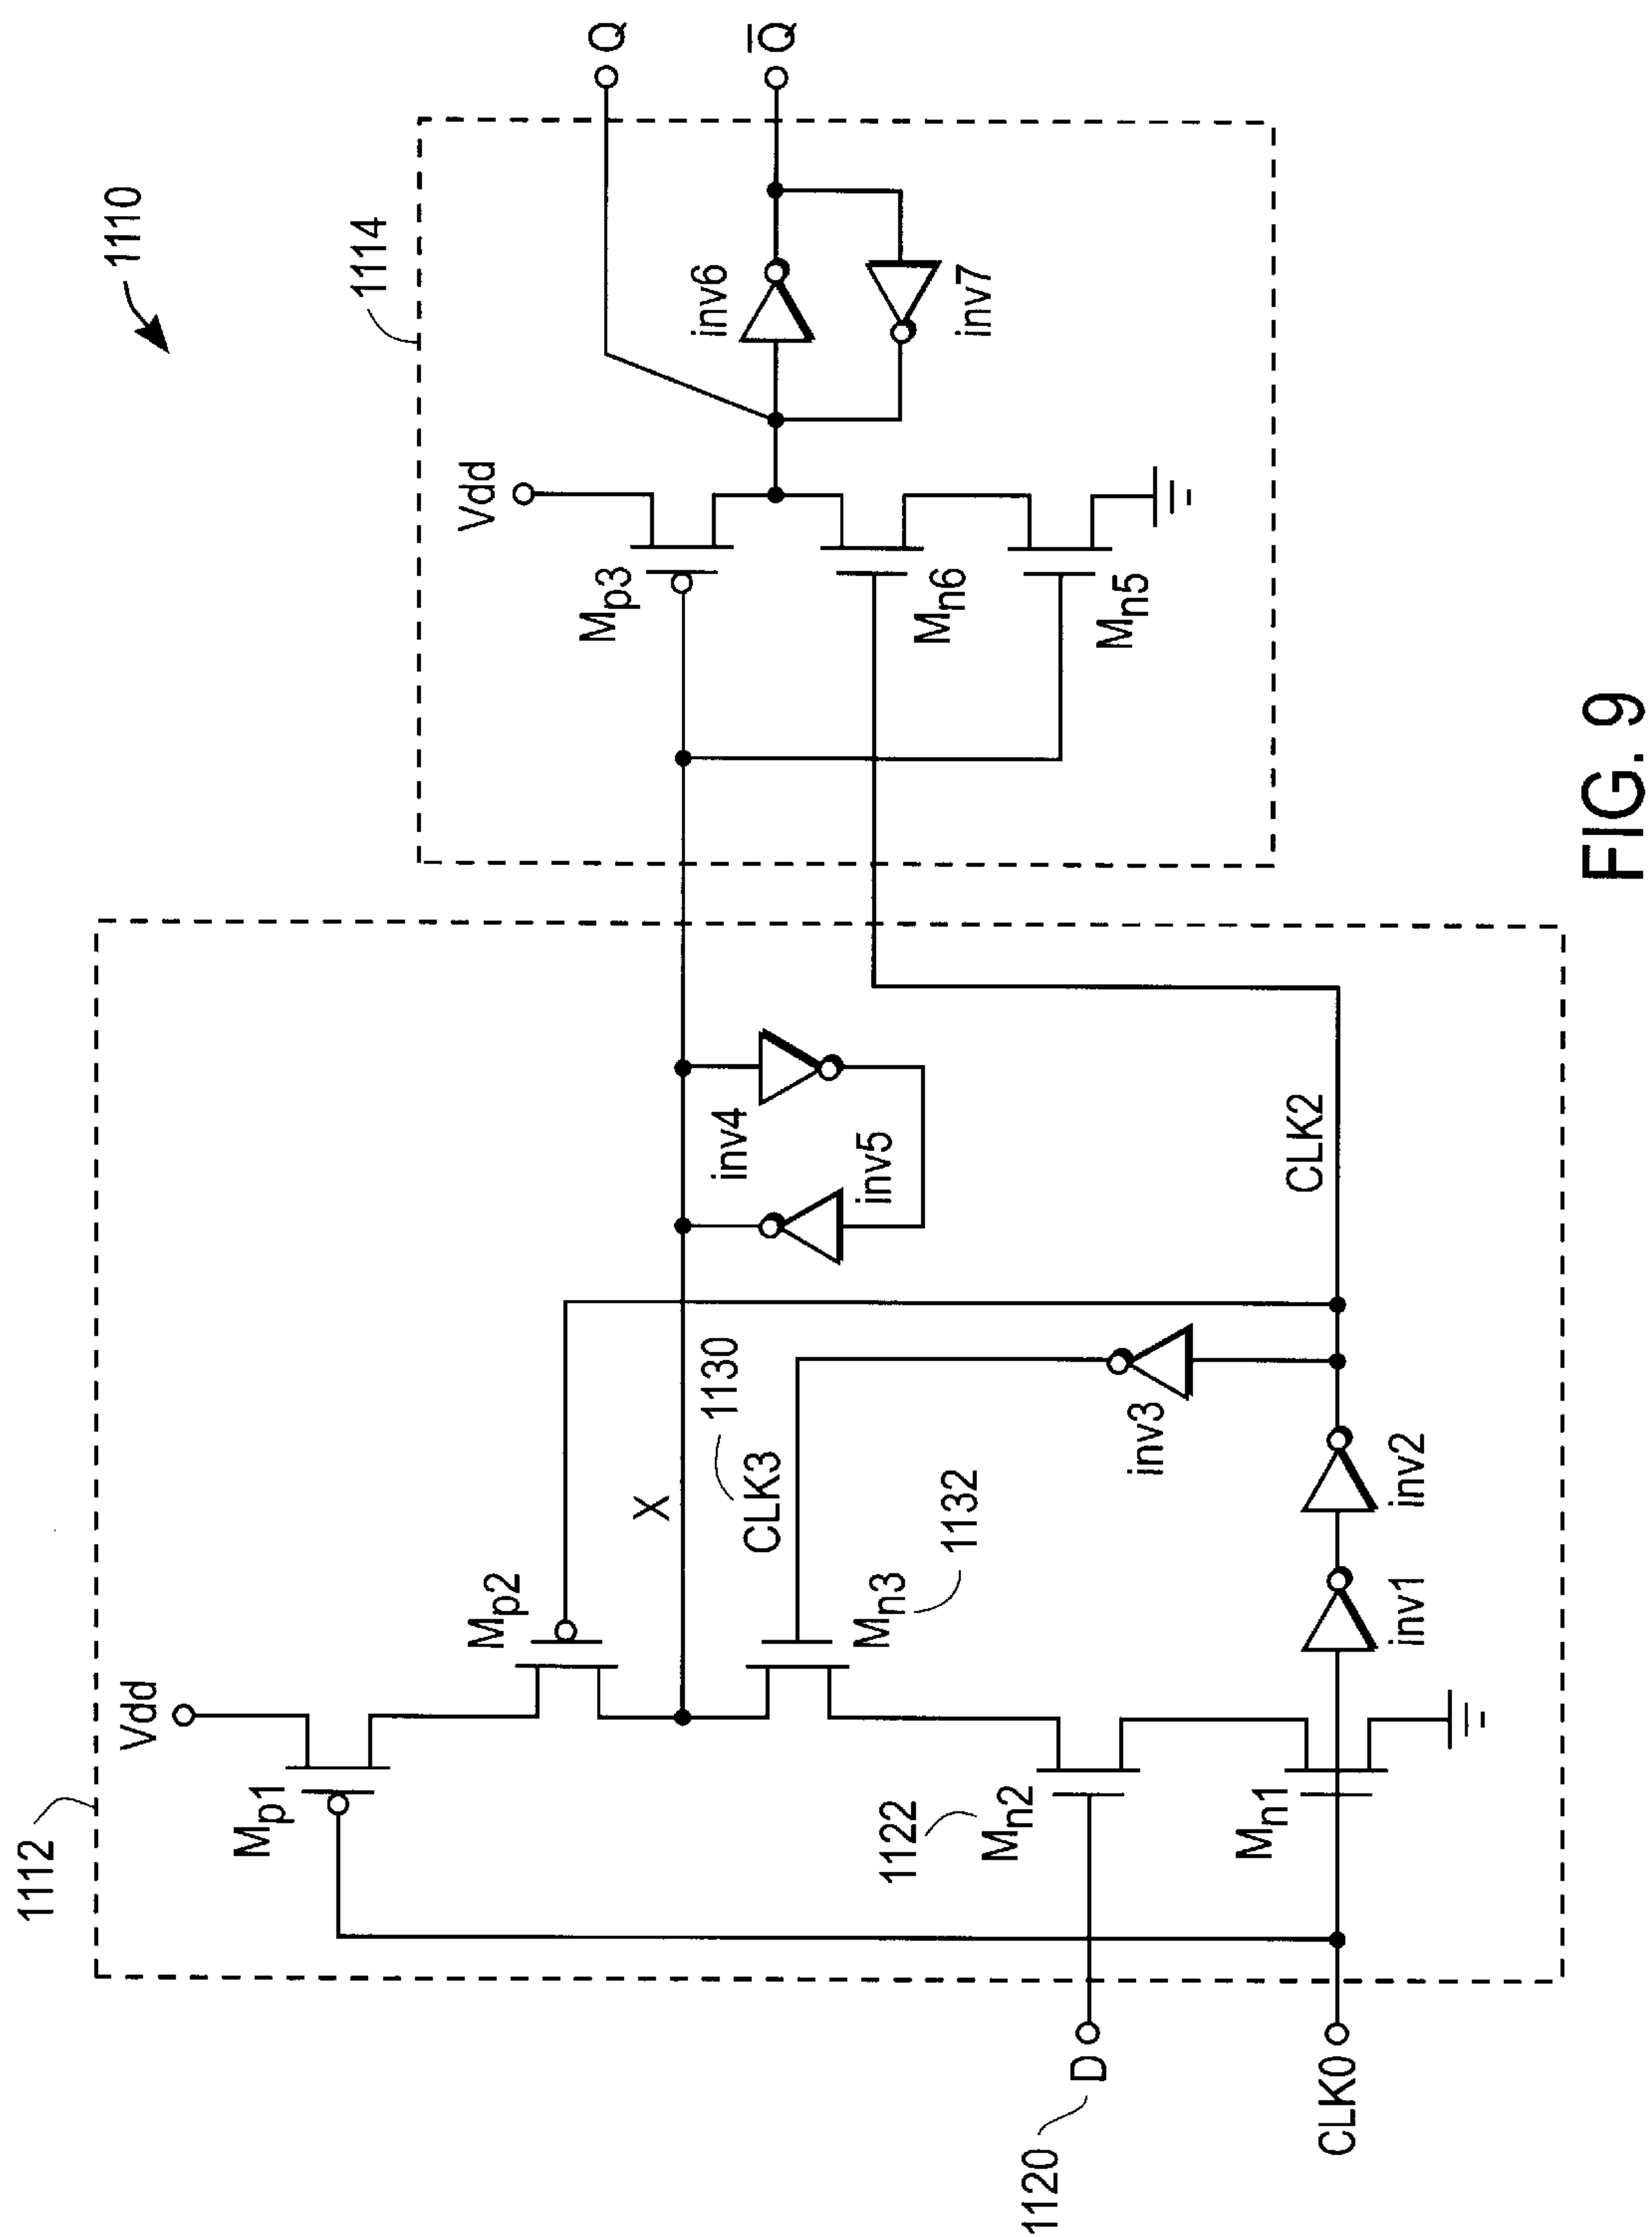 1110
1112
1114
Vdd
Mp1
Mp2
X
CLK3
1130
Mn3
1132
1122
Mn2
Mn1
D
1120
CLK0
inv1
inv2
inv3
inv4
inv5
CLK2
Vdd
Mp3
Mn6
Mn5
inv6
inv7
Q
Q̅
FIG. 9